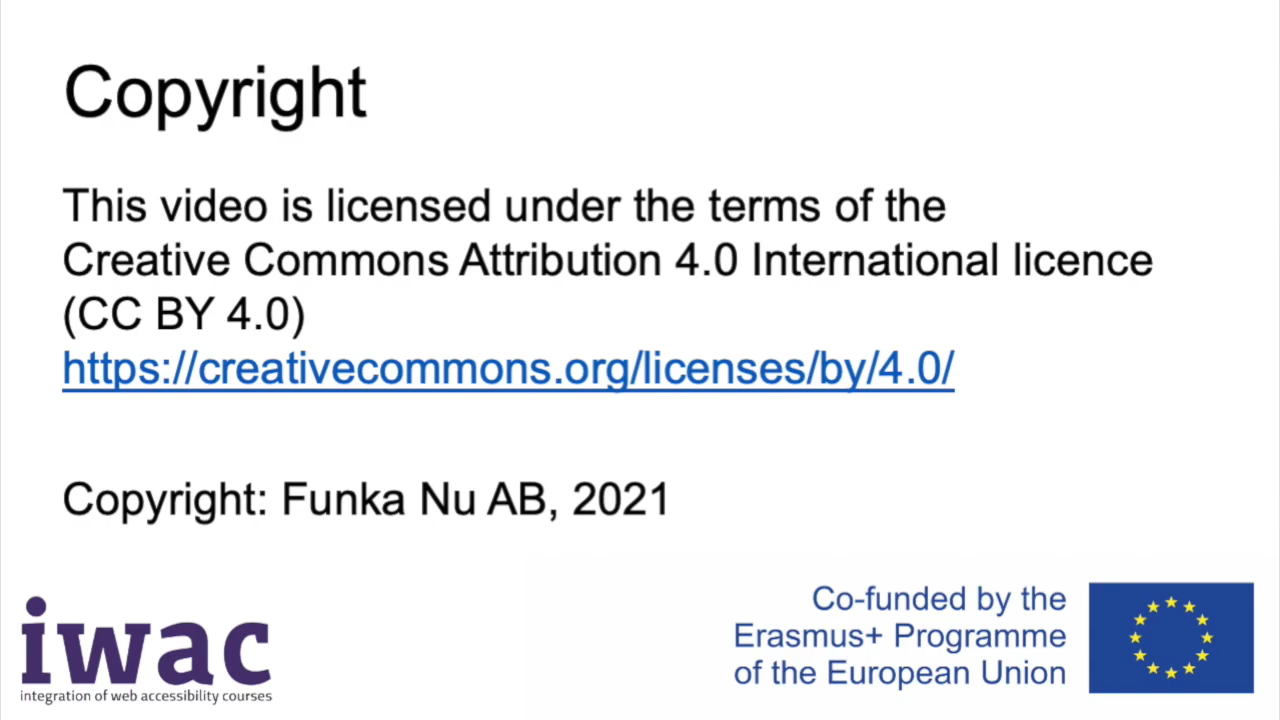 Copyright
This video is licensed under the terms of the
Creative Commons Attribution 4.0 International licence
(CC BY 4.0)
https://creativecommons.org/licenses/by/4.0/
Copyright: Funka Nu AB, 2021
iwac
integration of web accessibility courses
Co-funded by the
Erasmus+ Programme
of the European Union